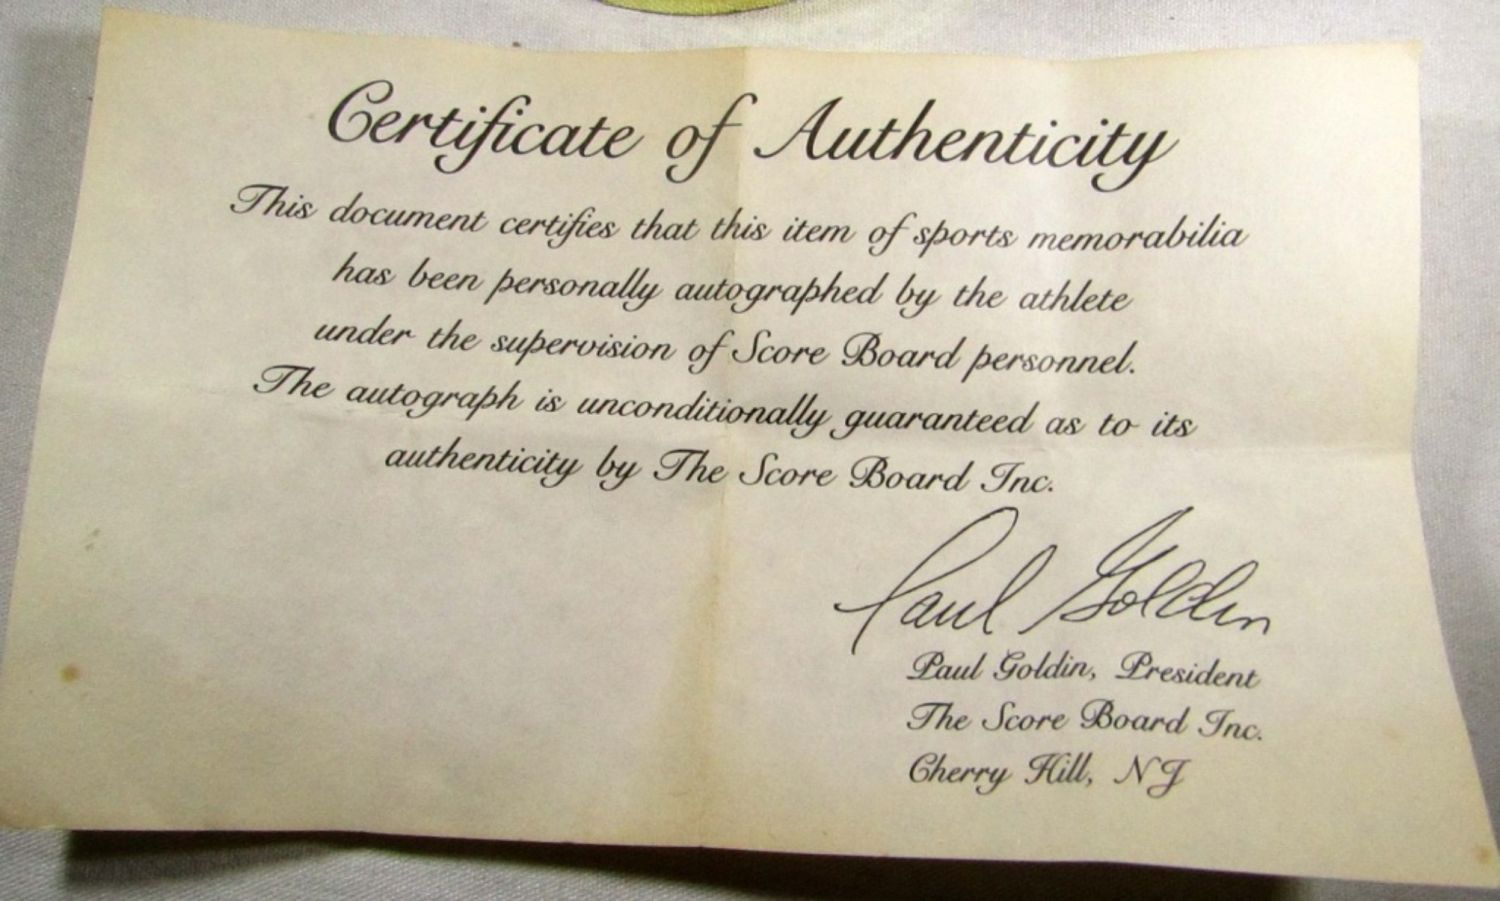 Certificate of Authenticity
This document certifies that this item of sports memorabilia
has been personally autographed by the athlete
under the supervision of Score Board personnel.
The autograph is unconditionally guaranteed as to its
authenticity by The Score Board Inc.
Paul Goldin
Paul Goldin, President
The Score Board Inc.
Cherry Hill, NJ